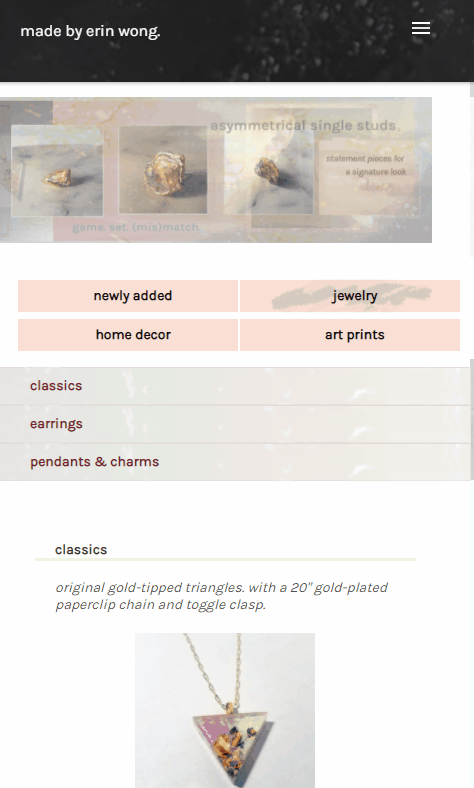 made by erin wong.
asymmetrical single studs.
statement pieces for
a signature look
game. set. (mis)match.
newly added
jewelry
home decor
art prints
classics
earrings
pendants & charms
classics
original gold-tipped triangles. with a 20" gold-plated
paperclip chain and toggle clasp.